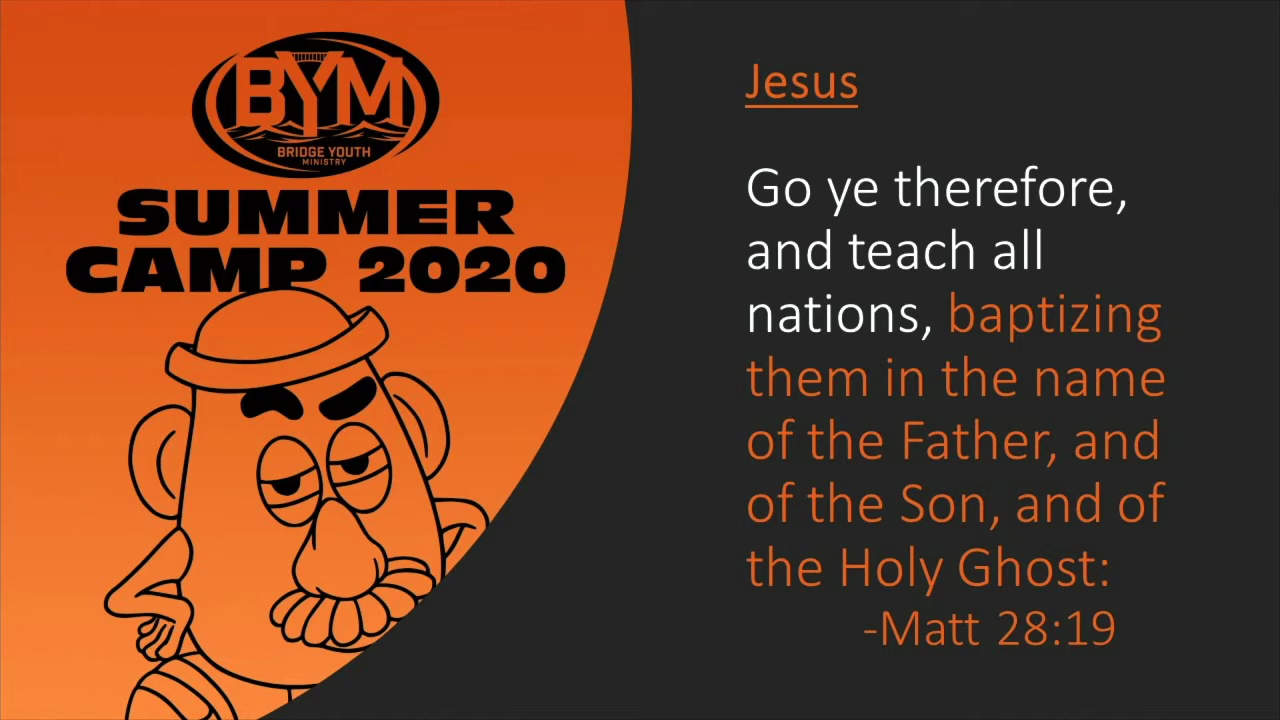 BYM
BRIDGE YOUTH
MINISTRY
SUMMER
CAMP 2020
Jesus
Go ye therefore,
and teach all
nations, baptizing
them in the name
of the Father, and
of the Son, and of
the Holy Ghost:
-Matt 28:19